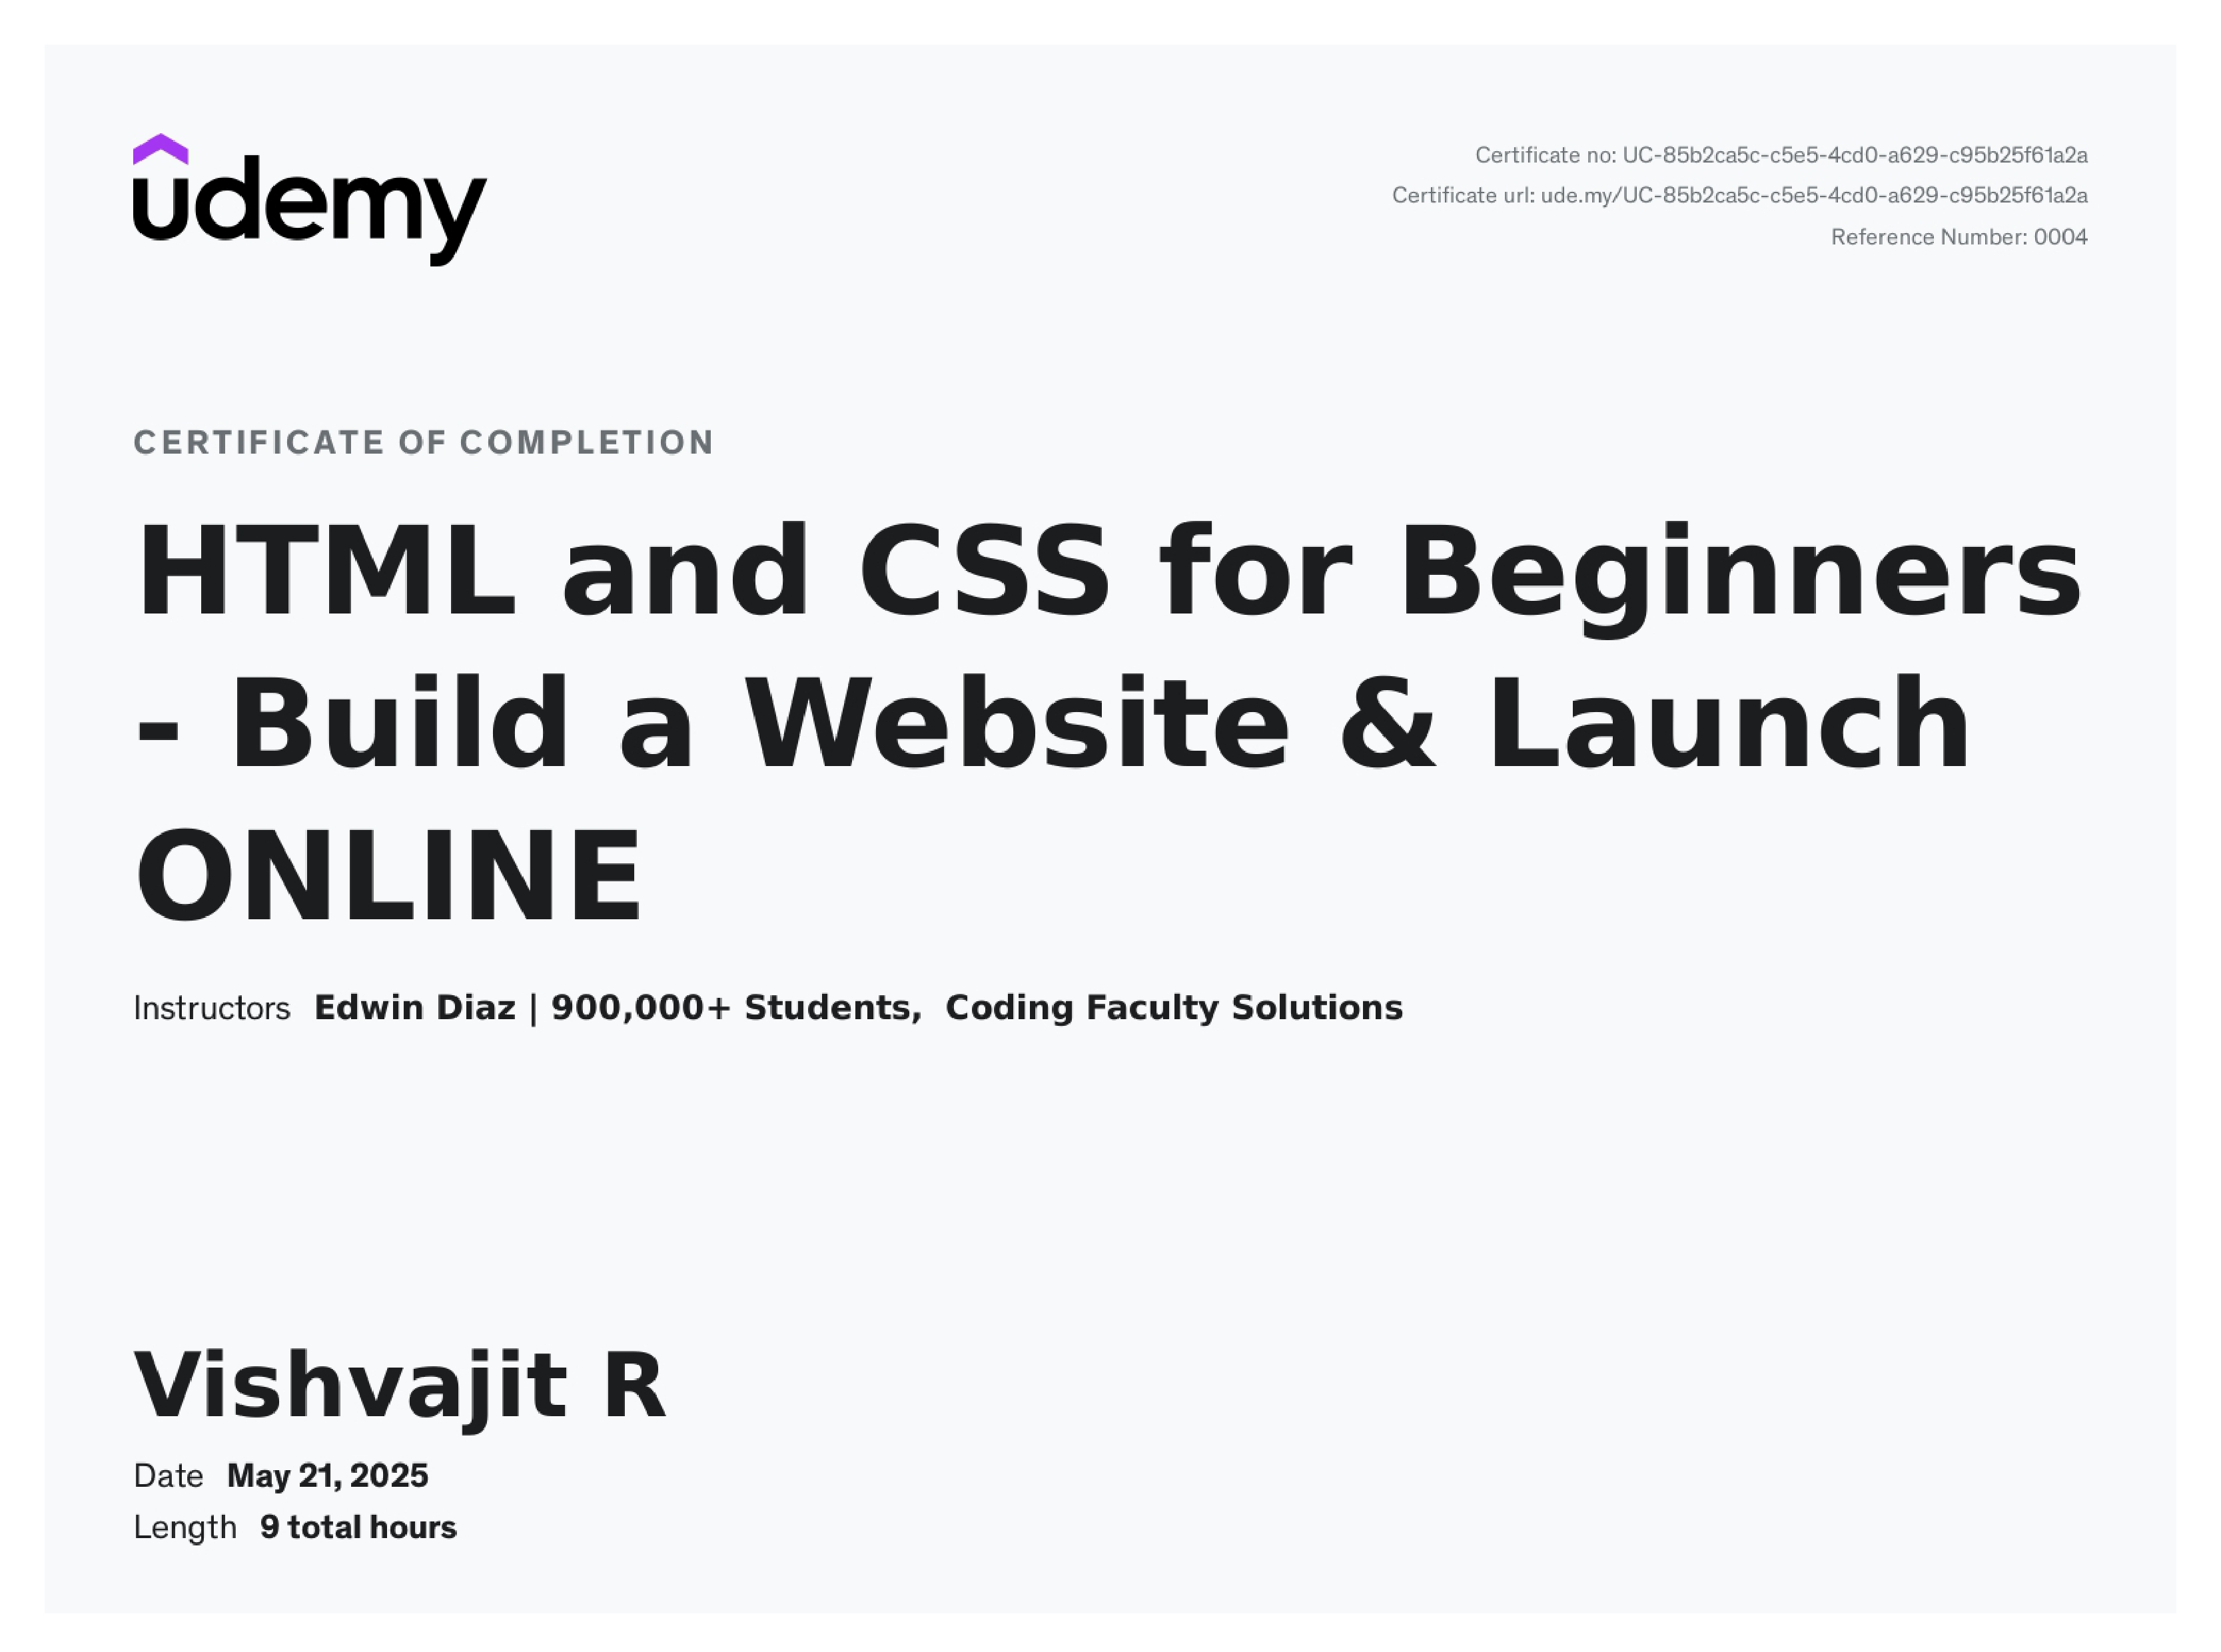 udemy
Certificate no: UC-85b2ca5c-c5e5-4cd0-a629-c95b25f61a2a
Certificate url: ude.my/UC-85b2ca5c-c5e5-4cd0-a629-c95b25f61a2a
Reference Number: 0004
CERTIFICATE OF COMPLETION
HTML and CSS for Beginners
- Build a Website & Launch
ONLINE
Instructors Edwin Diaz | 900,000+ Students, Coding Faculty Solutions
Vishvajit R
Date May 21, 2025
Length 9 total hours